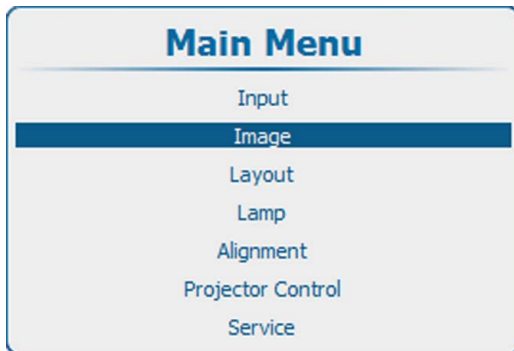 Main Menu
Input
Image
Layout
Lamp
Alignment
Projector Control
Service